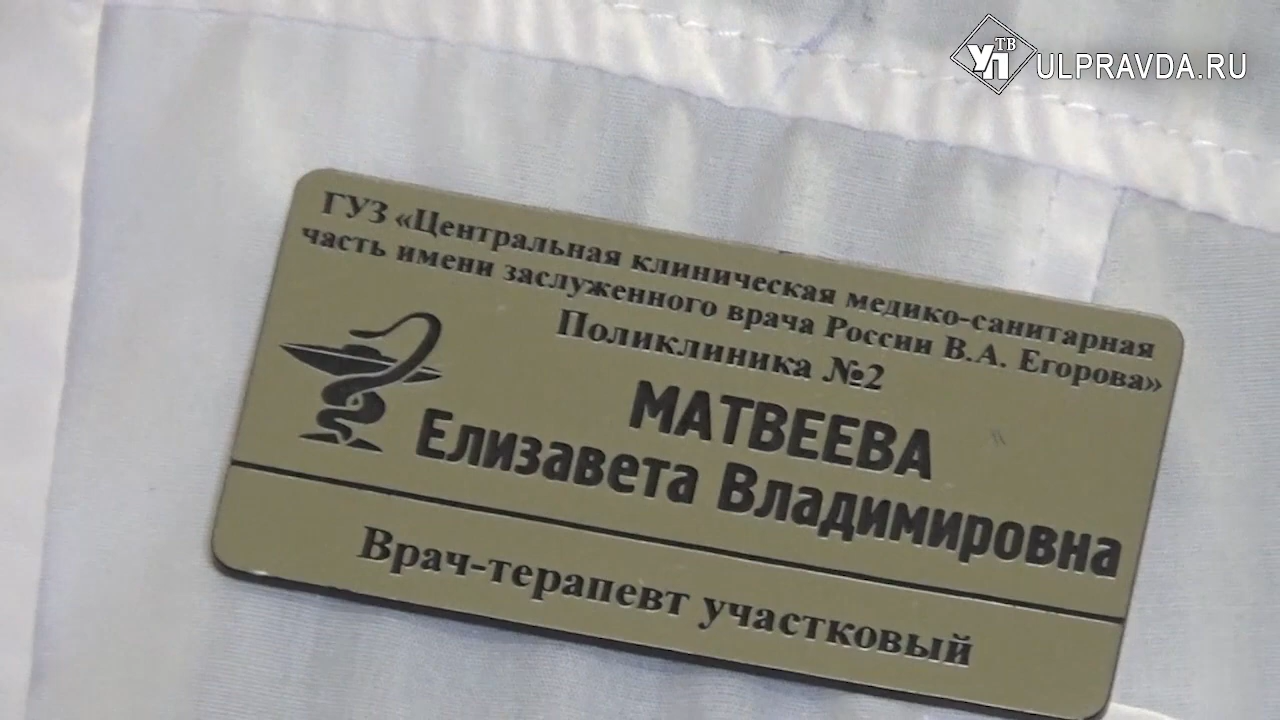 УП ТВ ULPRAVDA.RU
ГУЗ «Центральная клиническая медико-санитарная
часть имени заслуженного врача России В.А. Егорова»
Поликлиника №2
МАТВЕЕВА
Елизавета Владимировна
Врач-терапевт участковый